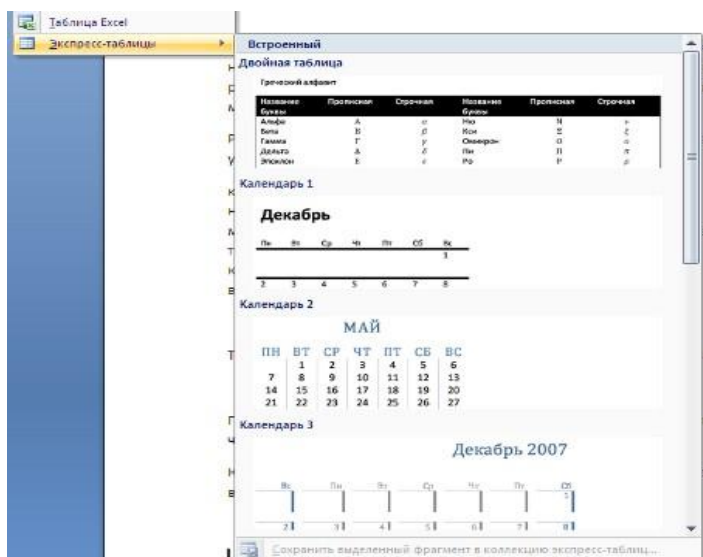 Таблица Excel
Экспресс-таблицы
Встроенный
Двойная таблица
Греческий алфавит
Название буквы Прописная Строчная Название буквы Прописная Строчная
Альфа Α α Ню Ν ν
Бета Β β Кси Ξ ξ
Гамма Γ γ Омикрон Ο ο
Дельта Δ δ Пи Π π
Эпсилон Ε ε Ро Ρ ρ
Календарь 1
Декабрь
Пн Вт Ср Чт Пт Сб Вс
1
2 3 4 5 6 7 8
Календарь 2
МАЙ
ПН ВТ СР ЧТ ПТ СБ ВС
1 2 3 4 5 6
7 8 9 10 11 12 13
14 15 16 17 18 19 20
21 22 23 24 25 26 27
Календарь 3
Декабрь 2007
Вс Пн Вт Ср Чт Пт Сб
1
2 3 4 5 6 7 8
Сохранить выделенный фрагмент в коллекцию экспресс-таблиц...